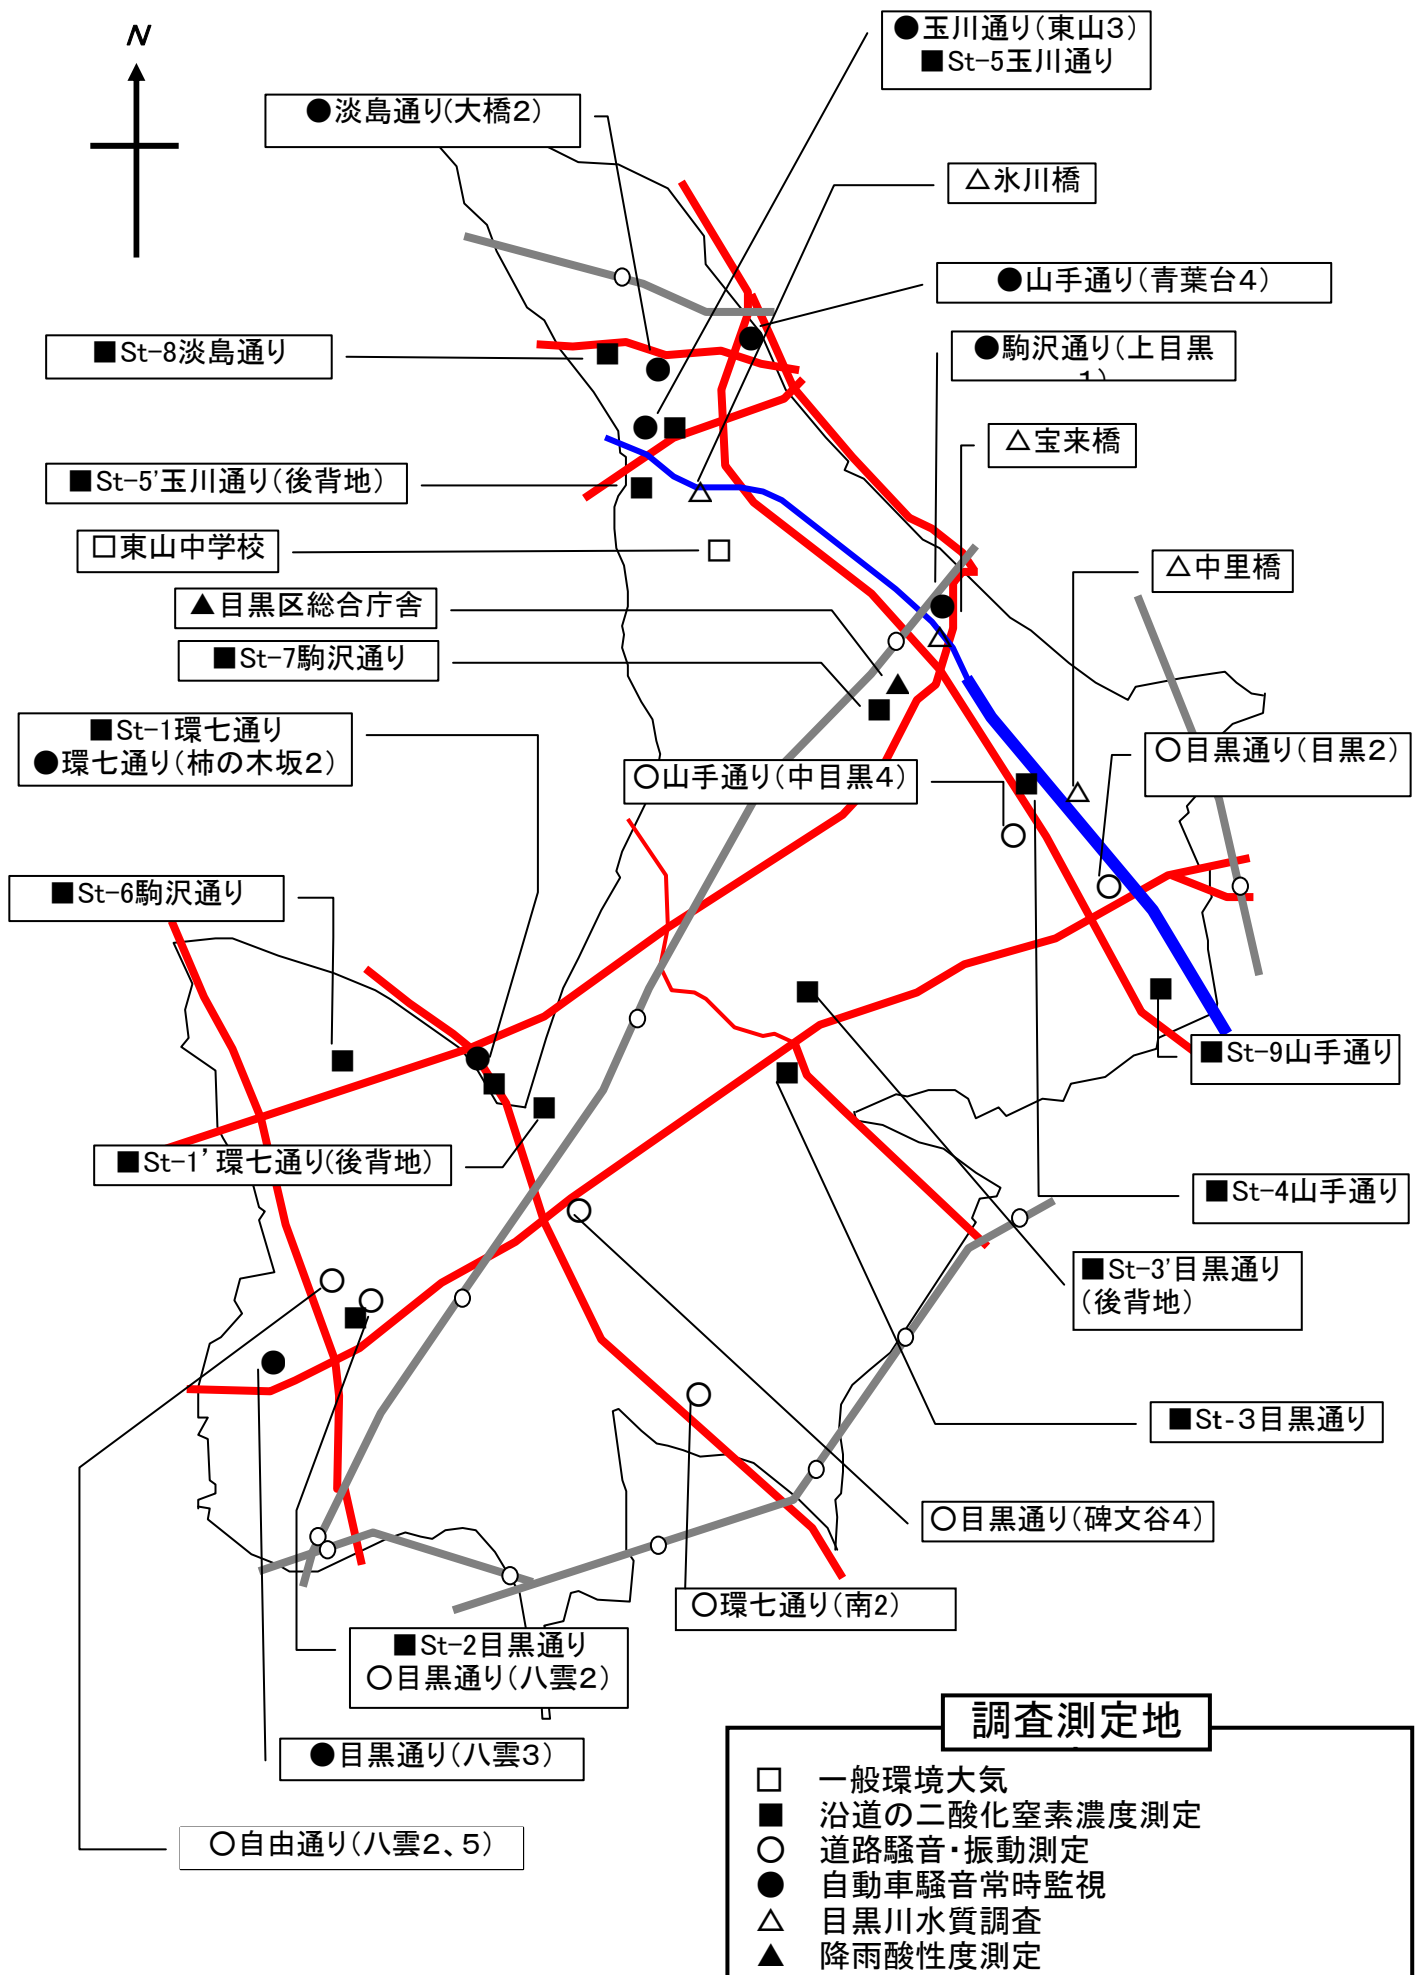 N
●玉川通り(東山3)
■St-5玉川通り
●淡島通り(大橋2)
△氷川橋
●山手通り(青葉台4)
■St-8淡島通り
●駒沢通り(上目黒
1)
△宝来橋
■St-5'玉川通り(後背地)
□東山中学校
△中里橋
▲目黒区総合庁舎
■St-7駒沢通り
■St-1環七通り
●環七通り(柿の木坂2)
○目黒通り(目黒2)
○山手通り(中目黒4)
■St-6駒沢通り
■St-9山手通り
■St-1’環七通り(後背地)
■St-4山手通り
■St-3'目黒通り
(後背地)
■St-3目黒通り
○目黒通り(碑文谷4)
○環七通り(南2)
■St-2目黒通り
○目黒通り(八雲2)
●目黒通り(八雲3)
○自由通り(八雲2、5)
調査測定地
□ 一般環境大気
■ 沿道の二酸化窒素濃度測定
○ 道路騒音・振動測定
● 自動車騒音常時監視
△ 目黒川水質調査
▲ 降雨酸性度測定